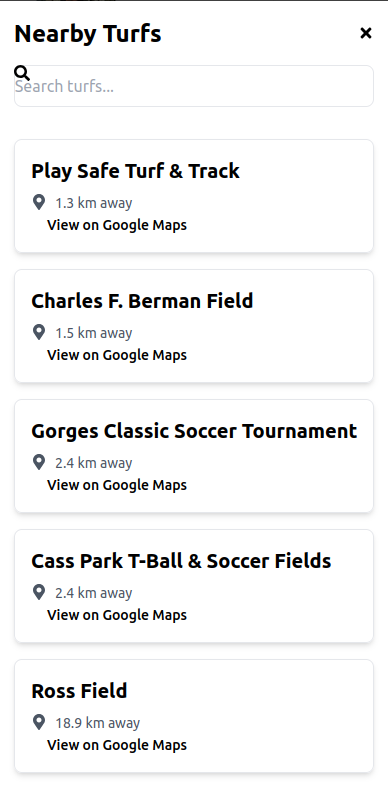 Nearby Turfs
Search turfs...
Play Safe Turf & Track
1.3 km away
View on Google Maps
Charles F. Berman Field
1.5 km away
View on Google Maps
Gorges Classic Soccer Tournament
2.4 km away
View on Google Maps
Cass Park T-Ball & Soccer Fields
2.4 km away
View on Google Maps
Ross Field
18.9 km away
View on Google Maps